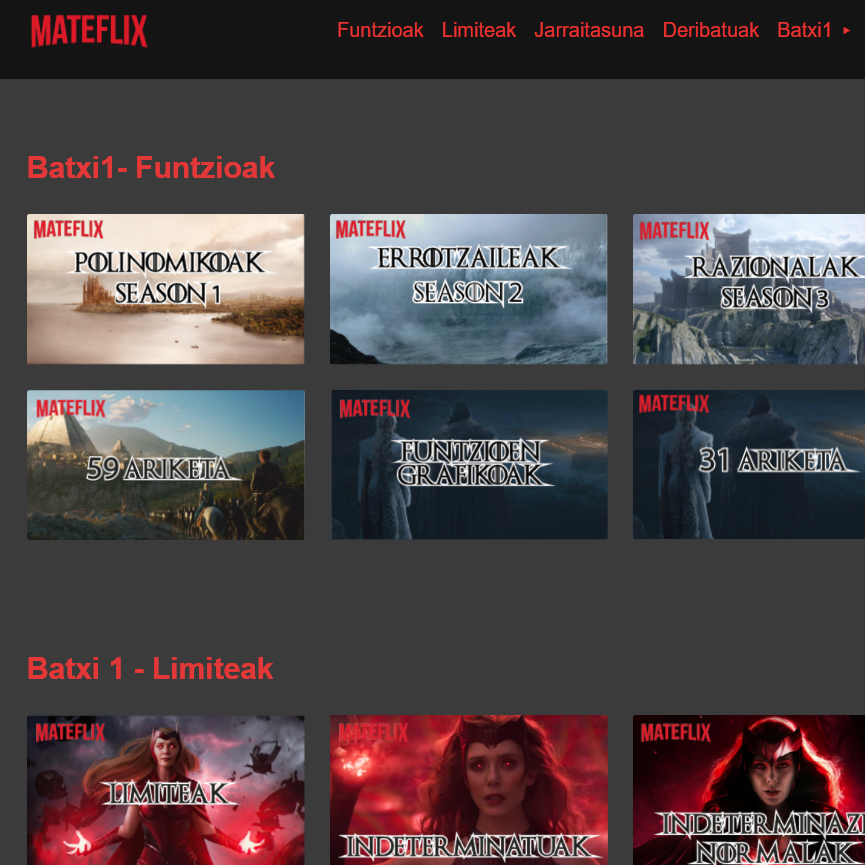 MATEFLIX
Funtzioak Limiteak Jarraitasuna Deribatuak Batxi1 ▸
Batxi1- Funtzioak
MATEFLIX
POLINOMIKOAK
SEASON 1
MATEFLIX
ERROTZAILEAK
SEASON 2
MATEFLIX
RAZIONALAK
SEASON 3
MATEFLIX
59 ARIKETA
MATEFLIX
FUNTZIOEN
GRAFIKOAK
MATEFLIX
31 ARIKETA
Batxi 1 - Limiteak
MATEFLIX
LIMITEAK
MATEFLIX
INDETERMINATUAK
MATEFLIX
INDETERMINAZI
NORMALAK